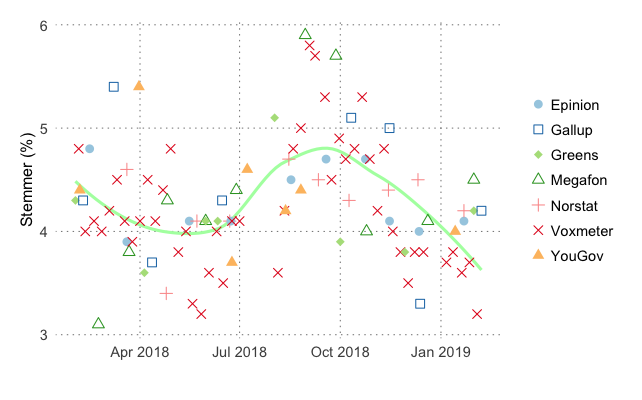 6
5
4
3
Stemmer (%)
Apr 2018
Jul 2018
Oct 2018
Jan 2019
Epinion
Gallup
Greens
Megafon
Norstat
Voxmeter
YouGov